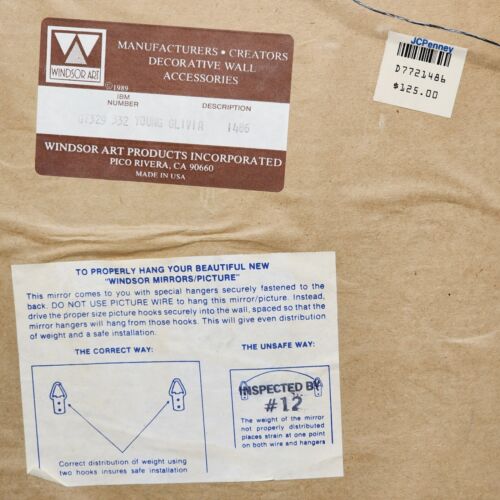 WINDSOR ART
MANUFACTURERS • CREATORS
DECORATIVE WALL
ACCESSORIES
©1989
IBM
NUMBER
DESCRIPTION
332 YOUNG OLIVIA 1486
WINDSOR ART PRODUCTS INCORPORATED
PICO RIVERA, CA 90660
MADE IN USA
JCPenney
D7721486
$125.00
TO PROPERLY HANG YOUR BEAUTIFUL NEW
"WINDSOR MIRRORS/PICTURE"
This mirror comes to you with special hangers securely fastened to the
back. DO NOT USE PICTURE WIRE to hang this mirror/picture. Instead,
drive the proper size picture hooks securely into the wall, spaced so that the
mirror hangers will hang from those hooks. This will give even distribution
of weight and a safe installation.
THE CORRECT WAY:
Correct distribution of weight using
two hooks insures safe installation
THE UNSAFE WAY:
INSPECTED BY
#12
The weight of the mirror
not properly distributed
places strain at one point
on both wire and hangers